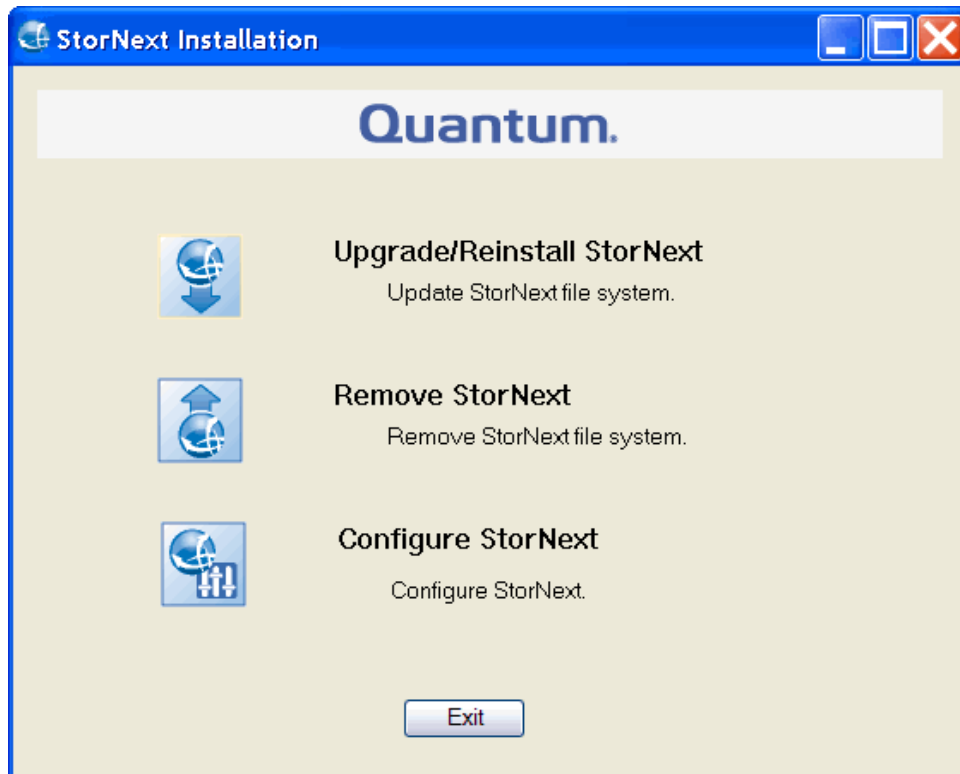 StorNext Installation
Quantum.
Upgrade/Reinstall StorNext
Update StorNext file system.
Remove StorNext
Remove StorNext file system.
Configure StorNext
Configure StorNext.
Exit